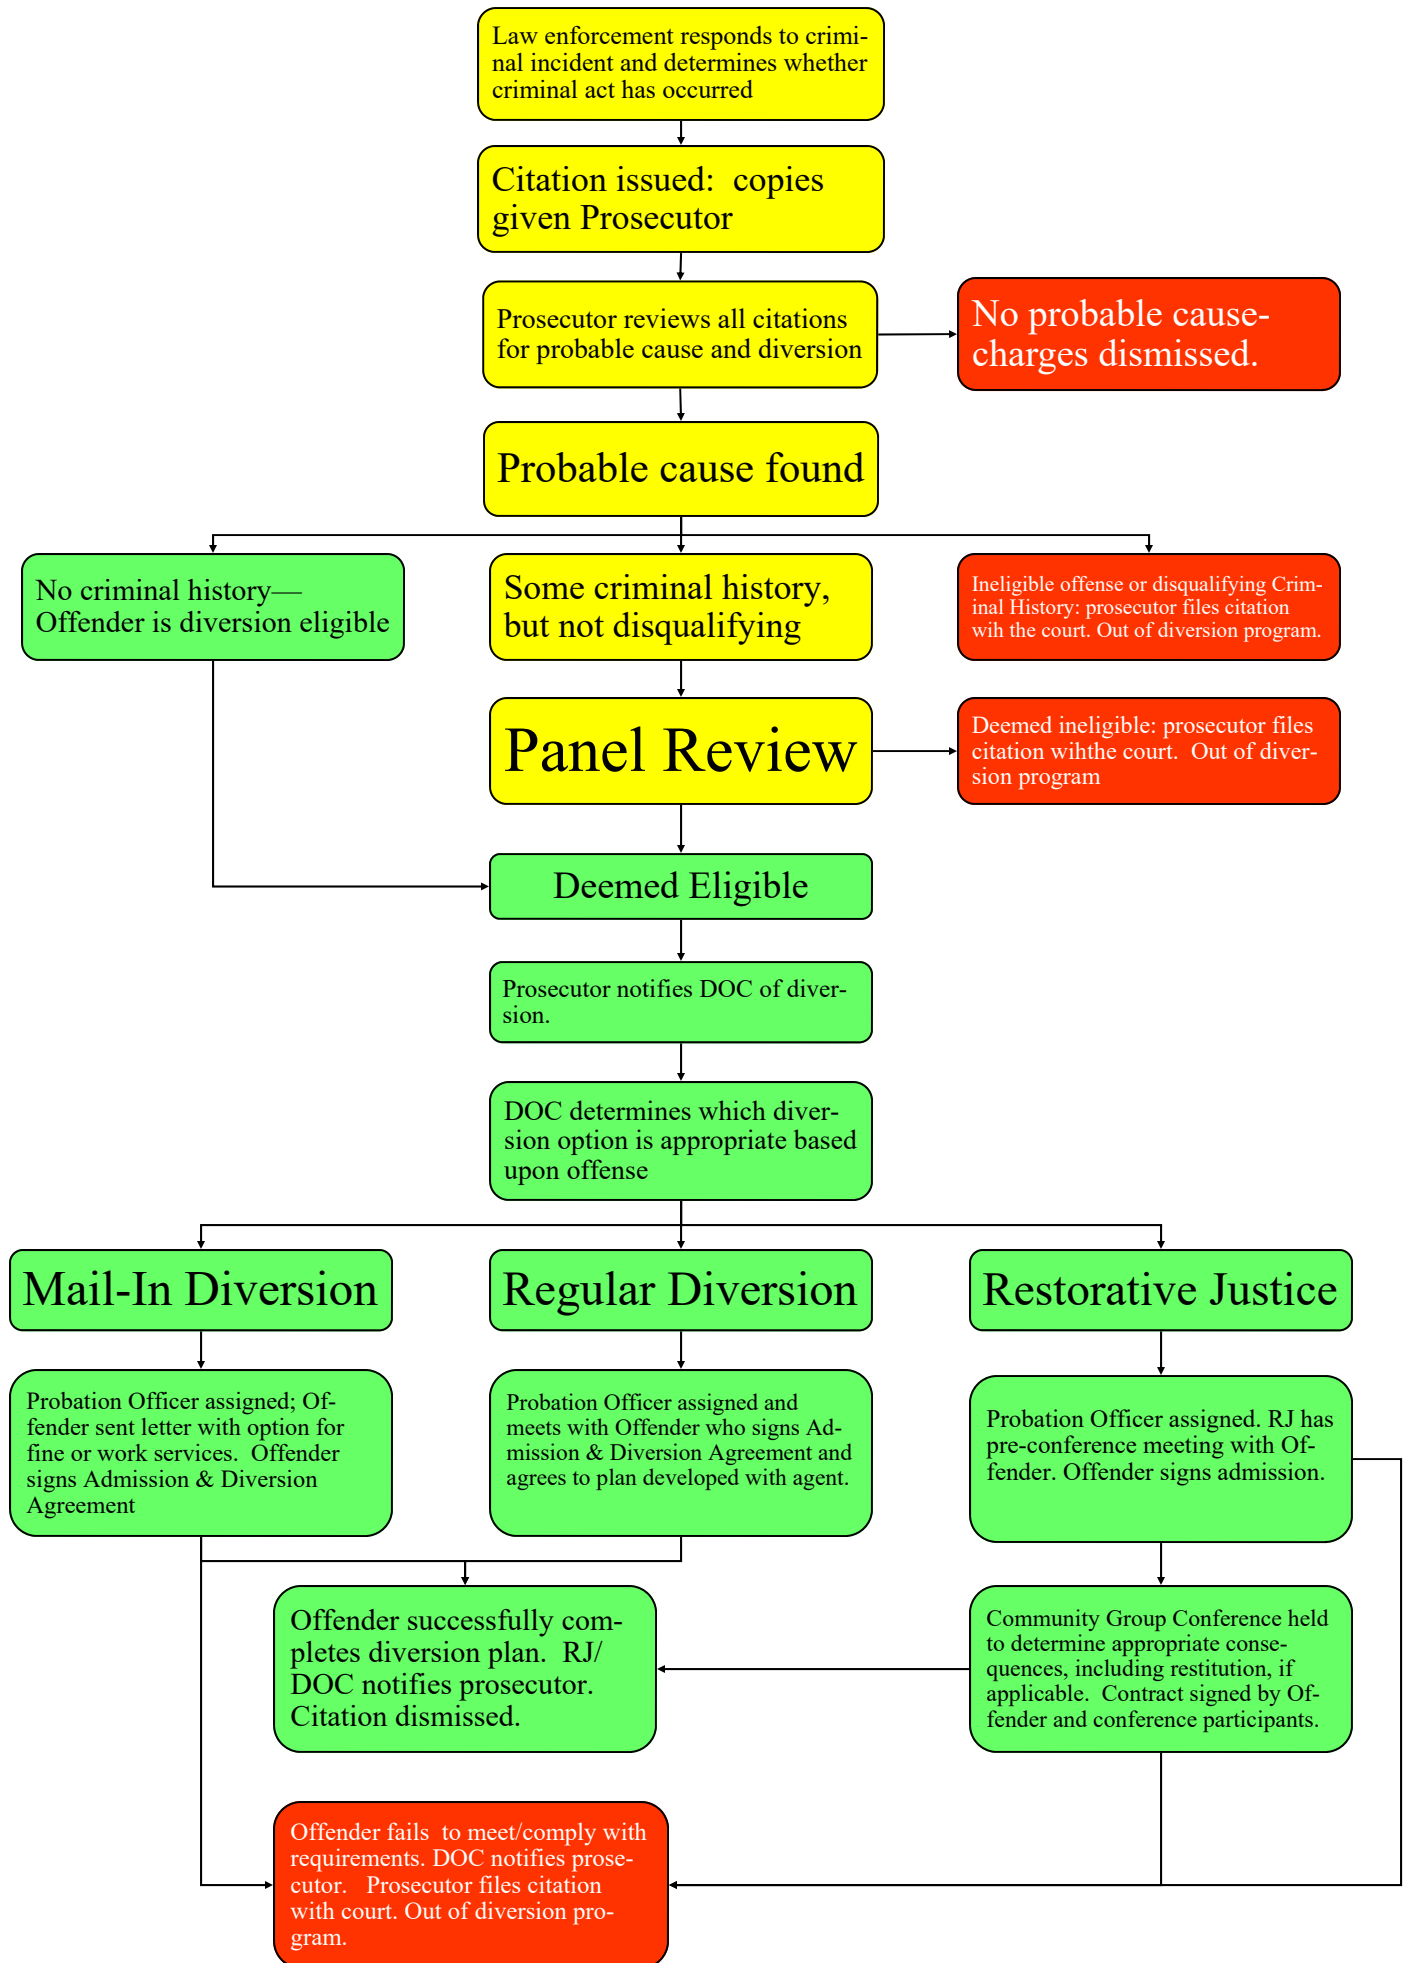 Law enforcement responds to crimi-
nal incident and determines whether
criminal act has occurred
Citation issued:  copies
given Prosecutor
Prosecutor reviews all citations
for probable cause and diversion
No probable cause-
charges dismissed.
Probable cause found
No criminal history—
Offender is diversion eligible
Some criminal history,
but not disqualifying
Ineligible offense or disqualifying Crim-
inal History: prosecutor files citation
wih the court. Out of diversion program.
Panel Review
Deemed ineligible: prosecutor files
citation wihthe court.  Out of diver-
sion program
Deemed Eligible
Prosecutor notifies DOC of diver-
sion.
DOC determines which diver-
sion option is appropriate based
upon offense
Mail-In Diversion
Regular Diversion
Restorative Justice
Probation Officer assigned; Of-
fender sent letter with option for
fine or work services.  Offender
signs Admission & Diversion
Agreement
Probation Officer assigned and
meets with Offender who signs Ad-
mission & Diversion Agreement and
agrees to plan developed with agent.
Probation Officer assigned. RJ has
pre-conference meeting with Of-
fender. Offender signs admission.
Offender successfully com-
pletes diversion plan.  RJ/
DOC notifies prosecutor.
Citation dismissed.
Community Group Conference held
to determine appropriate conse-
quences, including restitution, if
applicable.  Contract signed by Of-
fender and conference participants.
Offender fails  to meet/comply with
requirements. DOC notifies prose-
cutor.   Prosecutor files citation
with court. Out of diversion pro-
gram.